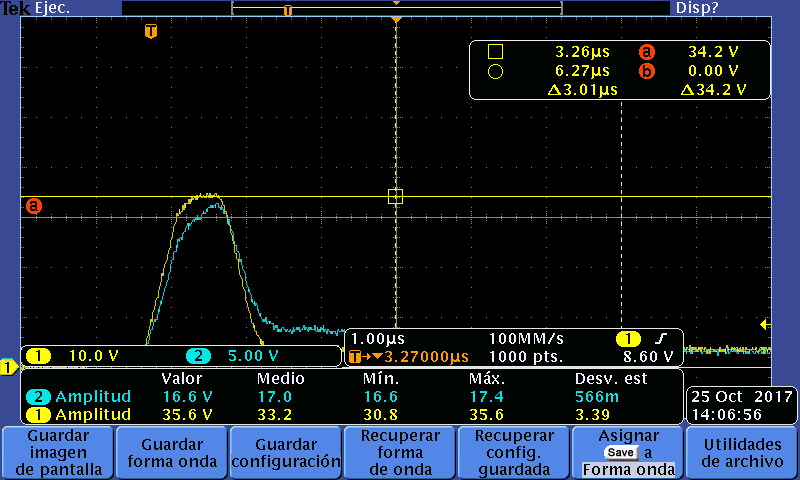 Tek Ejec. Disp?
T T
3.26μs a 34.2 V
6.27μs b 0.00 V
Δ3.01μs Δ34.2 V
a
1 10.0 V 2 5.00 V
1.00μs 100MM/s 1
T→▼3.27000μs 1000 pts. 8.60 V
1
Valor Medio Mín. Máx. Desv. est
2 Amplitud 16.6 V 17.0 16.6 17.4 566m
1 Amplitud 35.6 V 33.2 30.8 35.6 3.39
25 Oct 2017
14:06:56
Guardar
imagen
de pantalla
Guardar
forma onda
Guardar
configuración
Recuperar
forma
de onda
Recuperar
config.
guardada
Asignar
Save a
Forma onda
Utilidades
de archivo